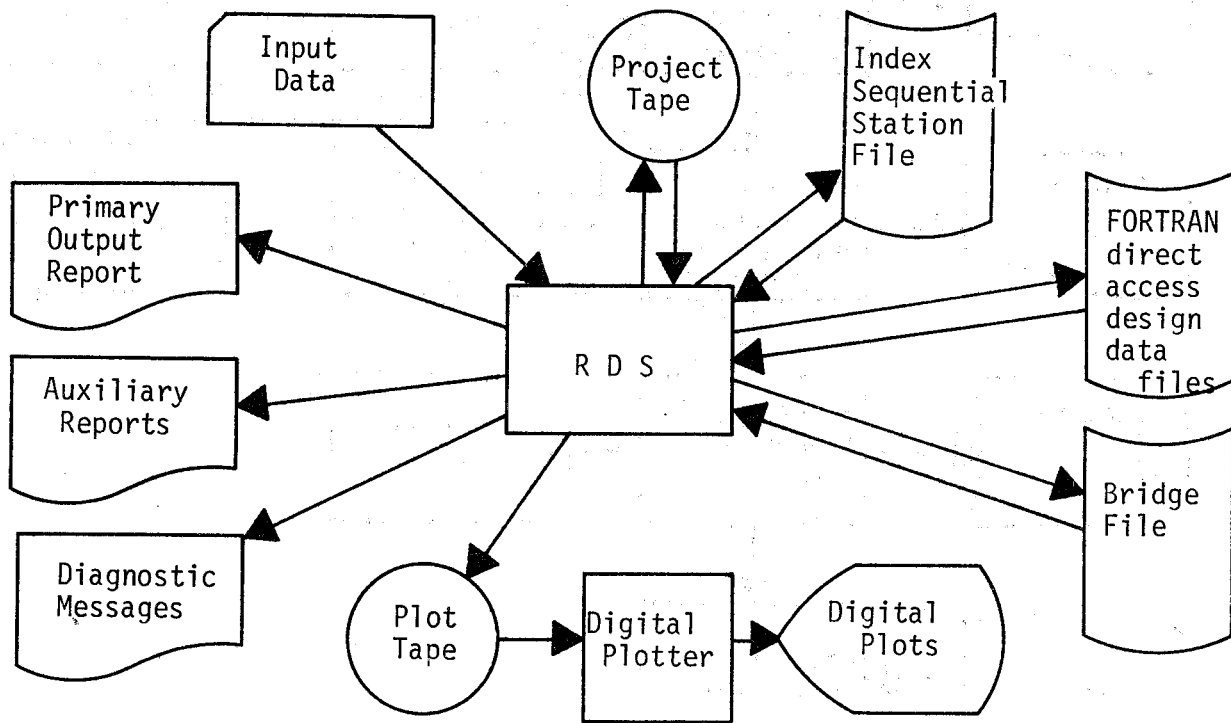 Input
Data
Project
Tape
Index
Sequential
Station
File
Primary
Output
Report
FORTRAN
direct
access
design
data
files
R D S
Auxiliary
Reports
Bridge
File
Diagnostic
Messages
Plot
Tape
Digital
Plotter
Digital
Plots